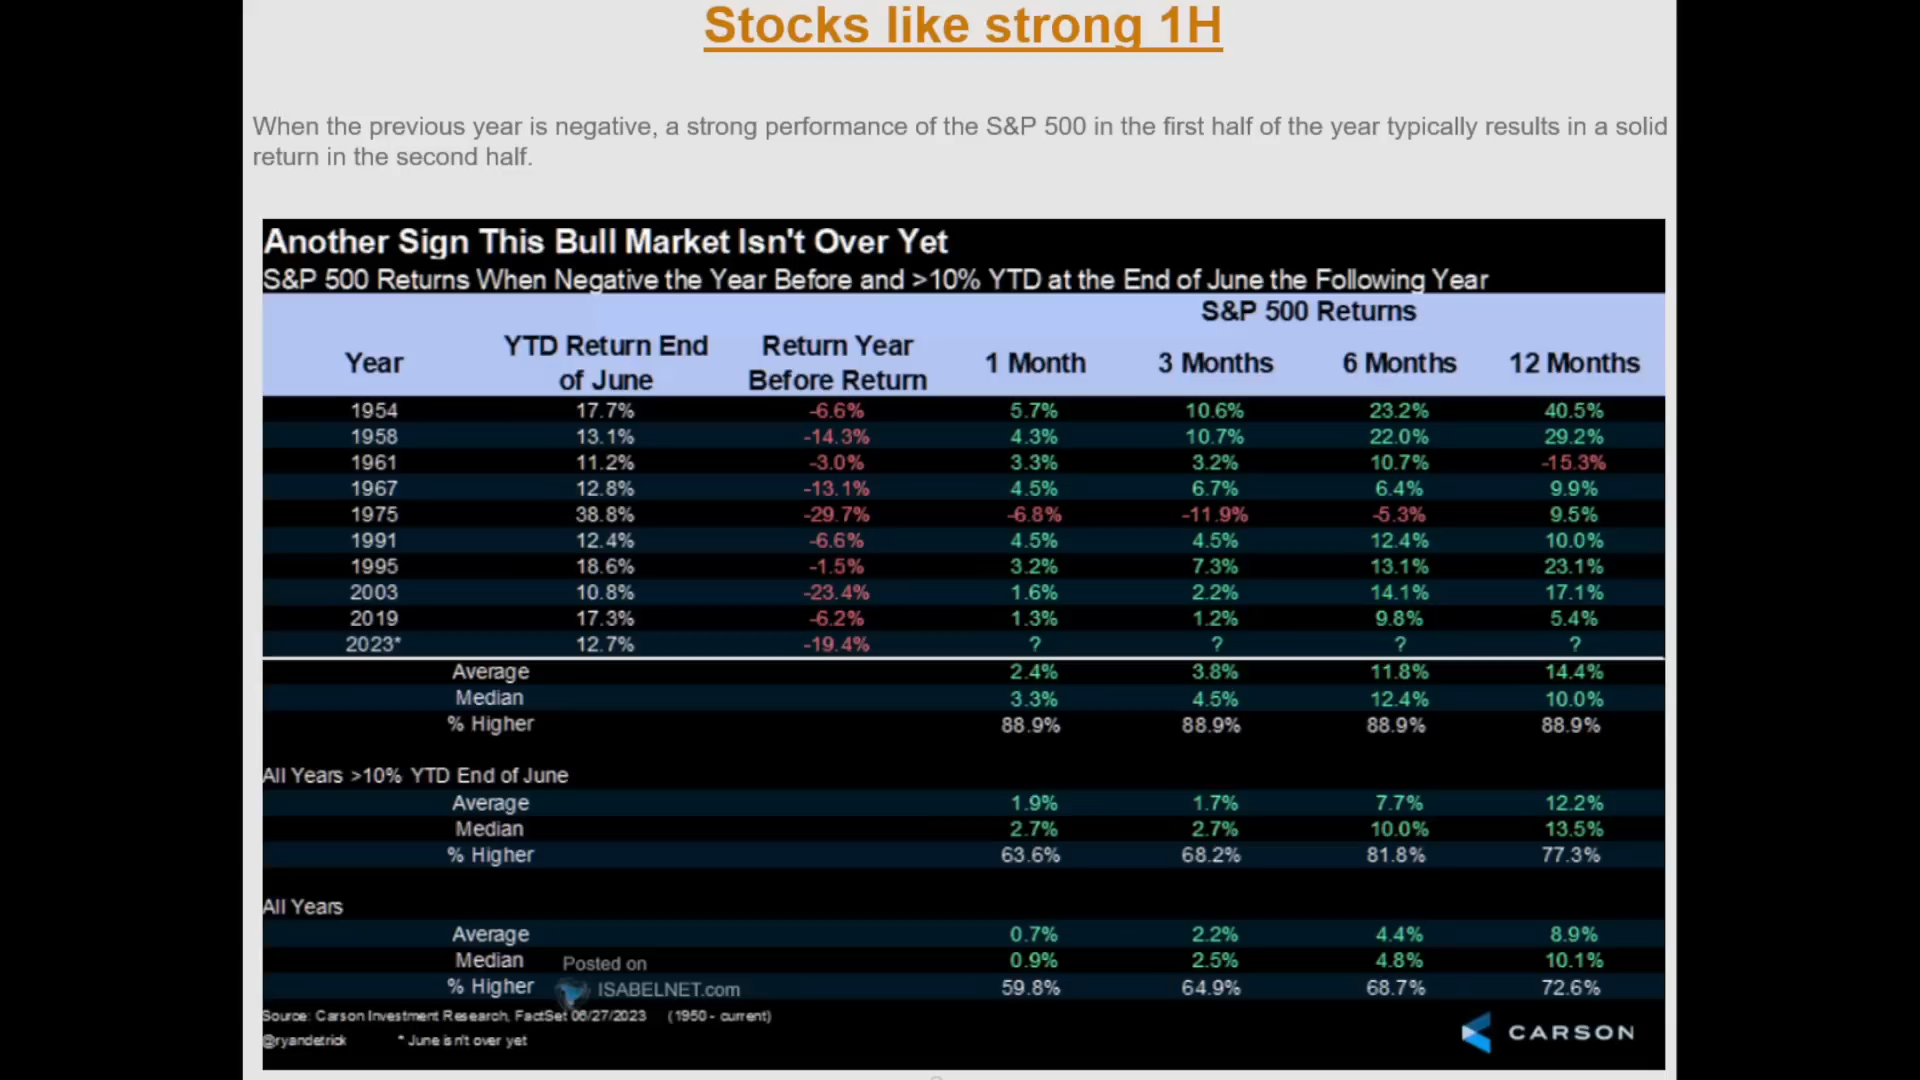 Stocks like strong 1H
When the previous year is negative, a strong performance of the S&P 500 in the first half of the year typically results in a solid
return in the second half.
Another Sign This Bull Market Isn't Over Yet
S&P 500 Returns When Negative the Year Before and >10% YTD at the End of June the Following Year
S&P 500 Returns
Year YTD Return End of June Return Year Before Return 1 Month 3 Months 6 Months 12 Months
1954 17.7% -6.6% 5.7% 10.6% 23.2% 40.5%
1958 13.1% -14.3% 4.3% 10.7% 22.0% 29.2%
1961 11.2% -3.0% 3.3% 3.2% 10.7% -15.3%
1967 12.8% -13.1% 4.5% 6.7% 6.4% 9.9%
1975 38.8% -29.7% -6.8% -11.9% -5.3% 9.5%
1991 12.4% -6.6% 4.5% 4.5% 12.4% 10.0%
1995 18.6% -1.5% 3.2% 7.3% 13.1% 23.1%
2003 10.8% -23.4% 1.6% 2.2% 14.1% 17.1%
2019 17.3% -6.2% 1.3% 1.2% 9.8% 5.4%
2023* 12.7% -19.4% ? ? ? ?
Average 2.4% 3.8% 11.8% 14.4%
Median 3.3% 4.5% 12.4% 10.0%
% Higher 88.9% 88.9% 88.9% 88.9%
All Years >10% YTD End of June
Average 1.9% 1.7% 7.7% 12.2%
Median 2.7% 2.7% 10.0% 13.5%
% Higher 63.6% 68.2% 81.8% 77.3%
All Years
Average 0.7% 2.2% 4.4% 8.9%
Median 0.9% 2.5% 4.8% 10.1%
% Higher 59.8% 64.9% 68.7% 72.6%
Posted on
ISABELNET.com
Source: Carson Investment Research, FactSet 06/27/2023 (1950 - current)
@ryandetrick * June isn't over yet
CARSON